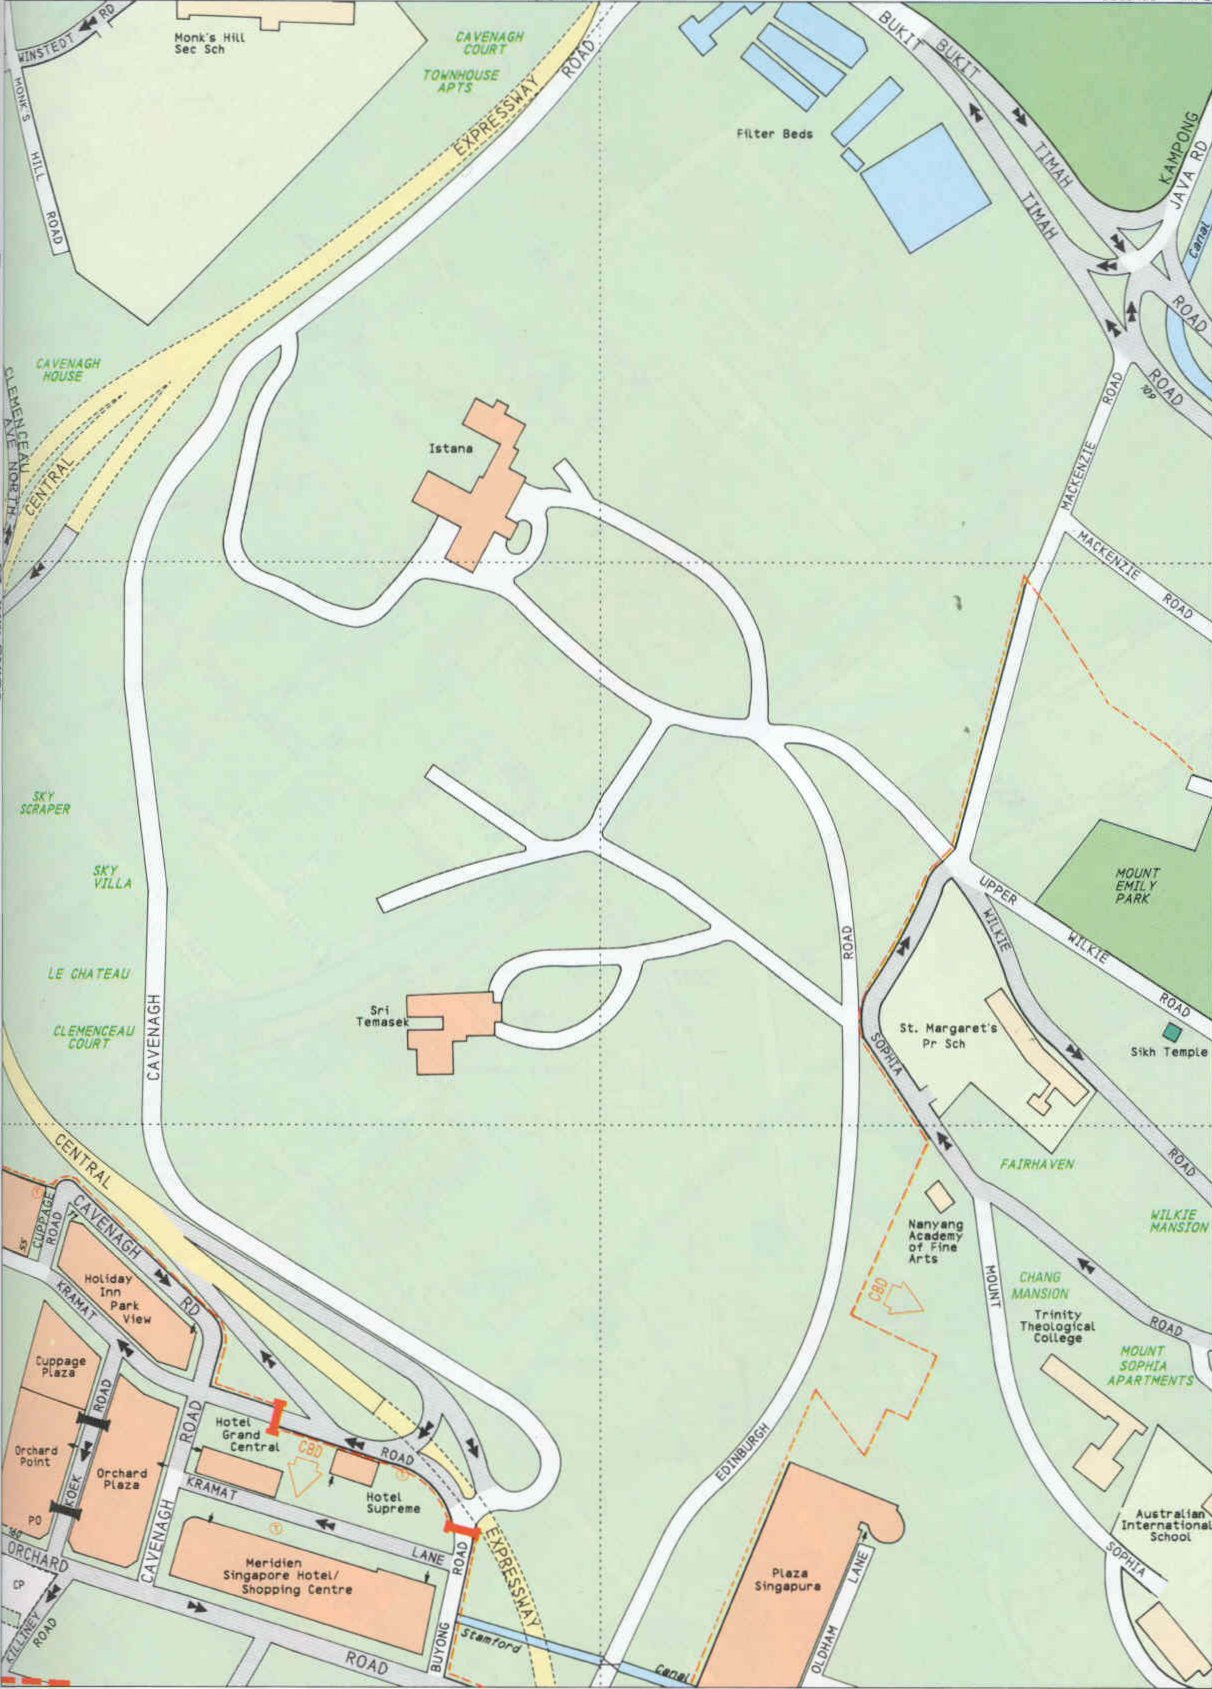 WINSTEDT RD
Monk's Hill
Sec Sch
CAVENAGH
COURT
TOWNHOUSE
APTS
EXPRESSWAY
ROAD
BUKIT
BUKIT
TIMAH
TIMAH
KAMPONG
JAVA RD
Canal
Filter Beds
MONK'S
HILL
ROAD
ROAD
ROAD
109
CAVENAGH
HOUSE
CLEMENCEAU
AVE NORTH
CENTRAL
Istana
MACKENZIE
ROAD
MACKENZIE
ROAD
SKY
SCRAPER
SKY
VILLA
MOUNT
EMILY
PARK
UPPER
WILKIE
ROAD
WILKIE
ROAD
LE CHATEAU
CLEMENCEAU
COURT
CAVENAGH
Sri
Temasek
ROAD
St. Margaret's
Pr Sch
SOPHIA
Sikh Temple
CENTRAL
FAIRHAVEN
WILKIE
MANSION
Nanyang
Academy
of Fine
Arts
CUPPAGE
ROAD
55
CAVENAGH
RD
Holiday
Inn
Park
View
KRAMAT
CBD
MOUNT
CHANG
MANSION
Trinity
Theological
College
ROAD
MOUNT
SOPHIA
APARTMENTS
Cuppage
Plaza
ROAD
ROAD
Hotel
Grand
Central
CBD
ROAD
Orchard
Point
Orchard
Plaza
KOEK
PO
160
KRAMAT
LANE
Hotel
Supreme
EDINBURGH
CAVENAGH
ORCHARD
ROAD
Meridien
Singapore Hotel/
Shopping Centre
ROAD
BUYONG
EXPRESSWAY
Plaza
Singapura
LANE
OLDHAM
Australian
International
School
SOPHIA
CP
KILLINEY
ROAD
Stamford
Canal